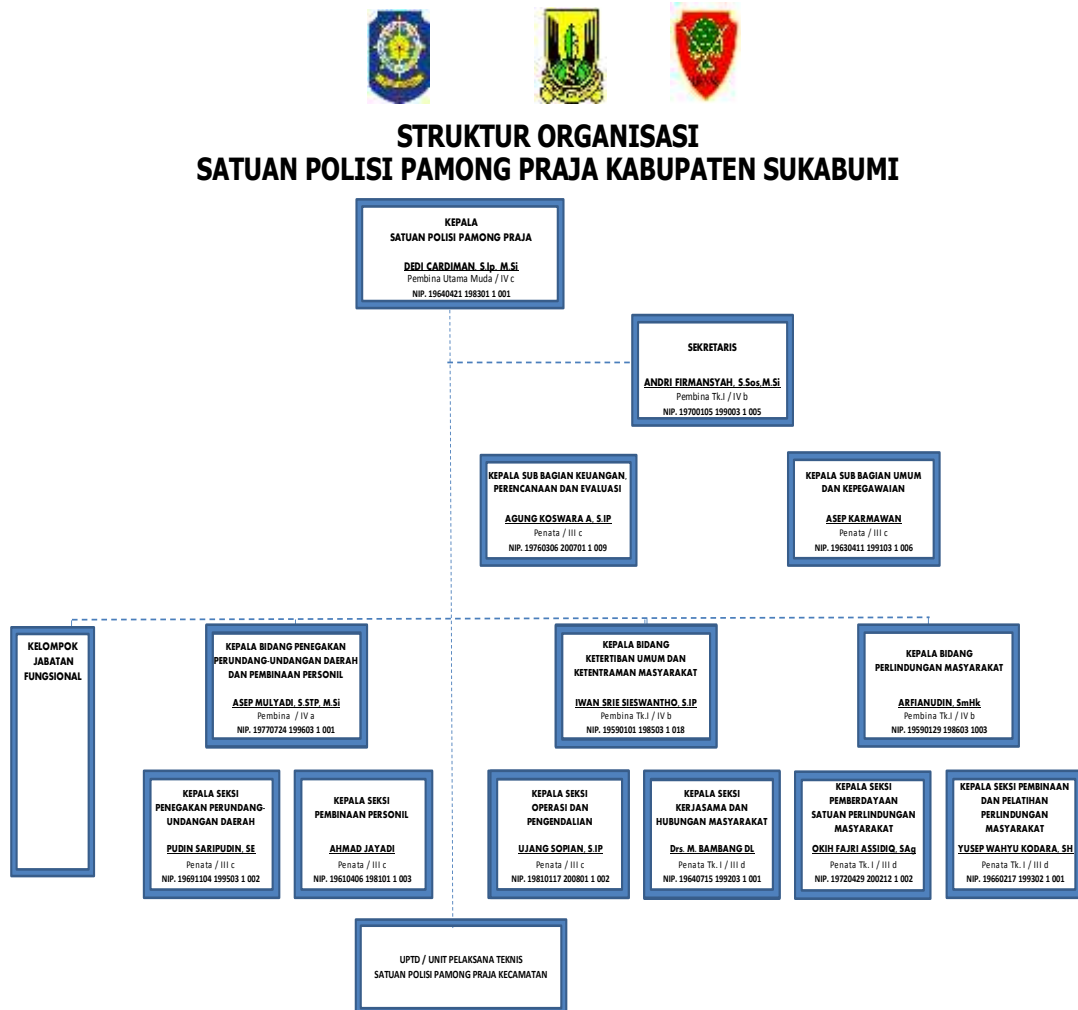 STRUKTUR ORGANISASI
SATUAN POLISI PAMONG PRAJA KABUPATEN SUKABUMI
KEPALA
SATUAN POLISI PAMONG PRAJA
DEDI CARDIMAN, S.Ip, M.Si
Pembina Utama Muda / IV c
NIP. 19640421 198301 1 001
SEKRETARIS
ANDRI FIRMANSYAH, S.Sos,M.Si
Pembina Tk.I / IV b
NIP. 19700105 199003 1 005
KEPALA SUB BAGIAN KEUANGAN,
PERENCANAAN DAN EVALUASI
AGUNG KOSWARA A, S.IP
Penata / III c
NIP. 19760306 200701 1 009
KEPALA SUB BAGIAN UMUM
DAN KEPEGAWAIAN
ASEP KARMAWAN
Penata / III c
NIP. 19630411 199103 1 006
KELOMPOK
JABATAN
FUNGSIONAL
KEPALA BIDANG PENEGAKAN
PERUNDANG-UNDANGAN DAERAH
DAN PEMBINAAN PERSONIL
ASEP MULYADI, S.STP, M.Si
Pembina / IV a
NIP. 19770724 199603 1 001
KEPALA BIDANG
KETERTIBAN UMUM DAN
KETENTRAMAN MASYARAKAT
IWAN SRIE SIESWANTHO, S.IP
Pembina Tk.I / IV b
NIP. 19590101 198503 1 018
KEPALA BIDANG
PERLINDUNGAN MASYARAKAT
ARFIANUDIN, SmHk
Pembina Tk.I / IV b
NIP. 19590129 198603 1003
KEPALA SEKSI
PENEGAKAN PERUNDANG-
UNDANGAN DAERAH
PUDIN SARIPUDIN, SE
Penata / III c
NIP. 19691104 199503 1 002
KEPALA SEKSI
PEMBINAAN PERSONIL
AHMAD JAYADI
Penata / III c
NIP. 19610406 198101 1 003
KEPALA SEKSI
OPERASI DAN
PENGENDALIAN
UJANG SOPIAN, S.IP
Penata / III c
NIP. 19810117 200801 1 002
KEPALA SEKSI
KERJASAMA DAN
HUBUNGAN MASYARAKAT
Drs. M. BAMBANG DL
Penata Tk. I / III d
NIP. 19640715 199203 1 001
KEPALA SEKSI
PEMBERDAYAAN
SATUAN PERLINDUNGAN
MASYARAKAT
OKIH FAJRI ASSIDIQ, SAg
Penata Tk. I / III d
NIP. 19720429 200212 1 002
KEPALA SEKSI PEMBINAAN
DAN PELATIHAN
PERLINDUNGAN
MASYARAKAT
YUSEP WAHYU KODARA, SH
Penata Tk. I / III d
NIP. 19660217 199302 1 001
UPTD / UNIT PELAKSANA TEKNIS
SATUAN POLISI PAMONG PRAJA KECAMATAN